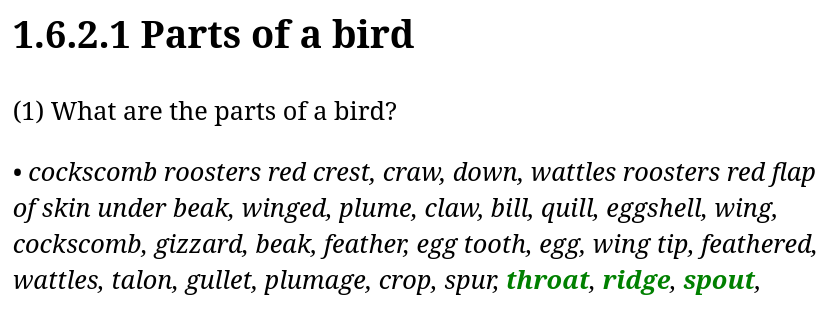 1.6.2.1 Parts of a bird
(1) What are the parts of a bird?
• cockscomb roosters red crest, craw, down, wattles roosters red flap
of skin under beak, winged, plume, claw, bill, quill, eggshell, wing,
cockscomb, gizzard, beak, feather, egg tooth, egg, wing tip, feathered,
wattles, talon, gullet, plumage, crop, spur, throat, ridge, spout,